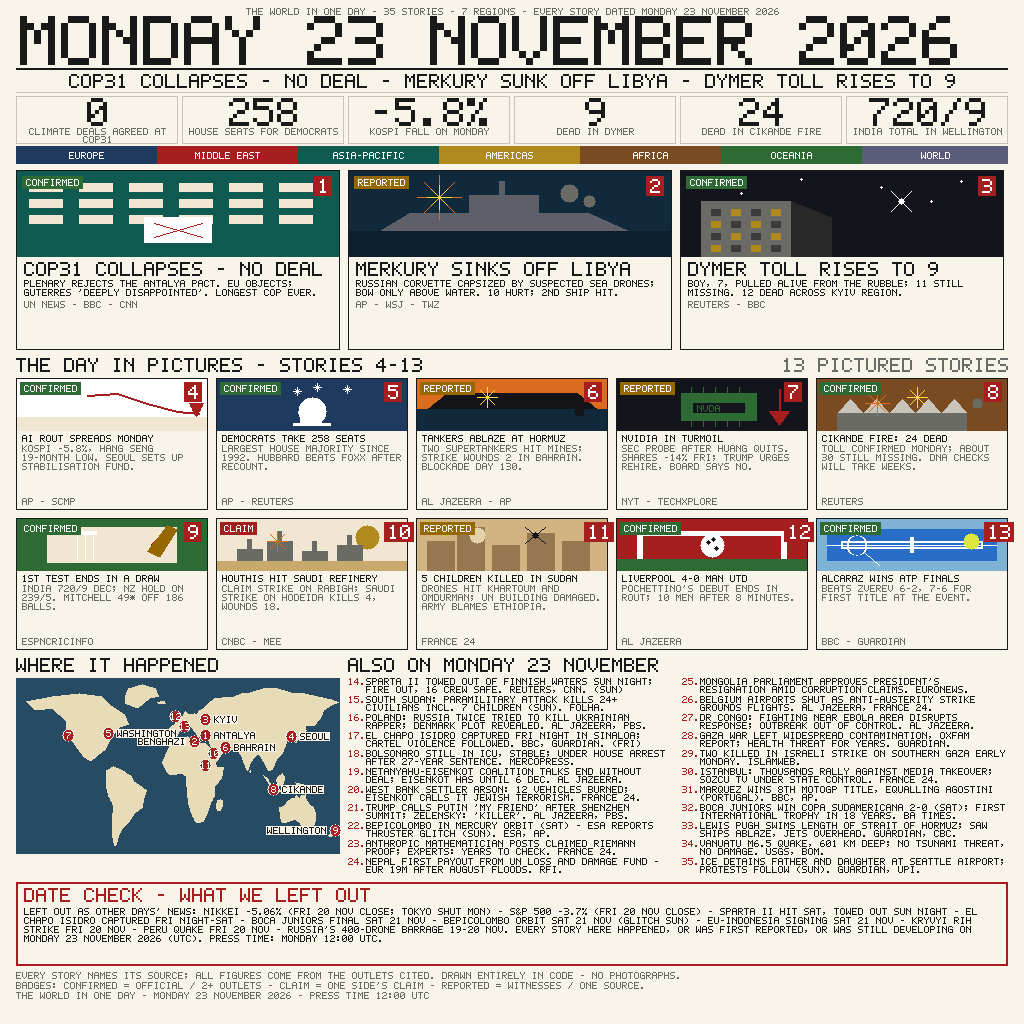 THE WORLD IN ONE DAY - 35 STORIES - 7 REGIONS - EVERY STORY DATED MONDAY 23 NOVEMBER 2026
MONDAY 23 NOVEMBER 2026
COP31 COLLAPSES - NO DEAL - MERKURY SUNK OFF LIBYA - DYMER TOLL RISES TO 9
0
CLIMATE DEALS AGREED AT
COP31
258
HOUSE SEATS FOR DEMOCRATS
-5.8%
KOSPI FALL ON MONDAY
9
DEAD IN DYMER
24
DEAD IN CIKANDE FIRE
720/9
INDIA TOTAL IN WELLINGTON
EUROPE
MIDDLE EAST
ASIA-PACIFIC
AMERICAS
AFRICA
OCEANIA
WORLD
CONFIRMED
1
COP31 COLLAPSES - NO DEAL
PLENARY REJECTS THE ANTALYA PACT. EU OBJECTS;
GUTERRES 'DEEPLY DISAPPOINTED'. LONGEST COP EVER.
UN NEWS - BBC - CNN
REPORTED
2
MERKURY SINKS OFF LIBYA
RUSSIAN CORVETTE CAPSIZED BY SUSPECTED SEA DRONES;
BOW ONLY ABOVE WATER. 10 HURT; 2ND SHIP HIT.
AP - WSJ - TWZ
CONFIRMED
3
DYMER TOLL RISES TO 9
BOY, 7, PULLED ALIVE FROM THE RUBBLE; 11 STILL
MISSING. 12 DEAD ACROSS KYIV REGION.
REUTERS - BBC
THE DAY IN PICTURES - STORIES 4-13
13 PICTURED STORIES
CONFIRMED
4
AI ROUT SPREADS MONDAY
KOSPI -5.8%, HANG SENG
19-MONTH LOW. SEOUL SETS UP
STABILISATION FUND.
AP - SCMP
CONFIRMED
5
DEMOCRATS TAKE 258 SEATS
LARGEST HOUSE MAJORITY SINCE
1992. HUBBARD BEATS FOXX AFTER
RECOUNT.
AP - REUTERS
REPORTED
6
TANKERS ABLAZE AT HORMUZ
TWO SUPERTANKERS HIT MINES;
STRIKE WOUNDS 2 IN BAHRAIN.
BLOCKADE DAY 130.
AL JAZEERA - AP
REPORTED
NVDA
7
NVIDIA IN TURMOIL
SEC PROBE AFTER HUANG QUITS.
SHARES -14% FRI; TRUMP URGES
REHIRE, BOARD SAYS NO.
NYT - TECHXPLORE
CONFIRMED
8
CIKANDE FIRE: 24 DEAD
TOLL CONFIRMED MONDAY; ABOUT
30 STILL MISSING. DNA CHECKS
WILL TAKE WEEKS.
REUTERS
CONFIRMED
9
1ST TEST ENDS IN A DRAW
INDIA 720/9 DEC; NZ HOLD ON
239/5. MITCHELL 49* OFF 186
BALLS.
ESPNCRICINFO
CLAIM
10
HOUTHIS HIT SAUDI REFINERY
CLAIM STRIKE ON RABIGH; SAUDI
STRIKE ON HODEIDA KILLS 4,
WOUNDS 18.
CNBC - MEE
REPORTED
11
5 CHILDREN KILLED IN SUDAN
DRONES HIT KHARTOUM AND
OMDURMAN; UN BUILDING DAMAGED.
ARMY BLAMES ETHIOPIA.
FRANCE 24
CONFIRMED
12
LIVERPOOL 4-0 MAN UTD
POCHETTINO'S DEBUT ENDS IN
ROUT; 10 MEN AFTER 8 MINUTES.
AL JAZEERA
CONFIRMED
13
ALCARAZ WINS ATP FINALS
BEATS ZVEREV 6-2, 7-6 FOR
FIRST TITLE AT THE EVENT.
BBC - GUARDIAN
WHERE IT HAPPENED
12
13
3 KYIV
7
5 WASHINGTON
1 ANTALYA
4 SEOUL
BENGHAZI 2
6 BAHRAIN
10
11
8 CIKANDE
WELLINGTON 9
ALSO ON MONDAY 23 NOVEMBER
14. SPARTA II TOWED OUT OF FINNISH WATERS SUN NIGHT;
FIRE OUT, 16 CREW SAFE. REUTERS, CNN. (SUN)
15. SOUTH SUDAN: PARAMILITARY ATTACK KILLS 24+
CIVILIANS INCL. 7 CHILDREN (SUN). FOLHA.
16. POLAND: RUSSIA TWICE TRIED TO KILL UKRAINIAN
RAPPER; DENMARK PLOT REVEALED. AL JAZEERA, PBS.
17. EL CHAPO ISIDRO CAPTURED FRI NIGHT IN SINALOA;
CARTEL VIOLENCE FOLLOWED. BBC, GUARDIAN. (FRI)
18. BOLSONARO STILL IN ICU, STABLE; UNDER HOUSE ARREST
AFTER 27-YEAR SENTENCE. MERCOPRESS.
19. NETANYAHU-EISENKOT COALITION TALKS END WITHOUT
DEAL; EISENKOT HAS UNTIL 6 DEC. AL JAZEERA.
20. WEST BANK SETTLER ARSON: 12 VEHICLES BURNED;
EISENKOT CALLS IT JEWISH TERRORISM. FRANCE 24.
21. TRUMP CALLS PUTIN 'MY FRIEND' AFTER SHENZHEN
SUMMIT; ZELENSKY: 'KILLER'. AL JAZEERA, PBS.
22. BEPICOLOMBO IN MERCURY ORBIT (SAT) - ESA REPORTS
THRUSTER GLITCH (SUN). ESA, AP.
23. ANTHROPIC MATHEMATICIAN POSTS CLAIMED RIEMANN
PROOF; EXPERTS: YEARS TO CHECK. FRANCE 24.
24. NEPAL FIRST PAYOUT FROM UN LOSS AND DAMAGE FUND -
EUR 19M AFTER AUGUST FLOODS. RFI.
25. MONGOLIA PARLIAMENT APPROVES PRESIDENT'S
RESIGNATION AMID CORRUPTION CLAIMS. EURONEWS.
26. BELGIUM AIRPORTS SHUT AS ANTI-AUSTERITY STRIKE
GROUNDS FLIGHTS. AL JAZEERA, FRANCE 24.
27. DR CONGO: FIGHTING NEAR EBOLA AREA DISRUPTS
RESPONSE; OUTBREAK OUT OF CONTROL. AL JAZEERA.
28. GAZA WAR LEFT WIDESPREAD CONTAMINATION, OXFAM
REPORT; HEALTH THREAT FOR YEARS. GUARDIAN.
29. TWO KILLED IN ISRAELI STRIKE ON SOUTHERN GAZA EARLY
MONDAY. ISLAMWEB.
30. ISTANBUL: THOUSANDS RALLY AGAINST MEDIA TAKEOVER;
SOZCU TV UNDER STATE CONTROL. FRANCE 24.
31. MARQUEZ WINS 8TH MOTOGP TITLE, EQUALLING AGOSTINI
(PORTUGAL). BBC, AP.
32. BOCA JUNIORS WIN COPA SUDAMERICANA 2-0 (SAT); FIRST
INTERNATIONAL TROPHY IN 18 YEARS. BA TIMES.
33. LEWIS PUGH SWIMS LENGTH OF STRAIT OF HORMUZ; SAW
SHIPS ABLAZE, JETS OVERHEAD. GUARDIAN, CBC.
34. VANUATU M6.5 QUAKE, 601 KM DEEP; NO TSUNAMI THREAT,
NO DAMAGE. USGS, BOM.
35. ICE DETAINS FATHER AND DAUGHTER AT SEATTLE AIRPORT;
PROTESTS FOLLOW (SUN). GUARDIAN, UPI.
DATE CHECK - WHAT WE LEFT OUT
LEFT OUT AS OTHER DAYS' NEWS: NIKKEI -5.06% (FRI 20 NOV CLOSE; TOKYO SHUT MON) - S&P 500 -3.7% (FRI 20 NOV CLOSE) - SPARTA II HIT SAT, TOWED OUT SUN NIGHT - EL
CHAPO ISIDRO CAPTURED FRI NIGHT-SAT - BOCA JUNIORS FINAL SAT 21 NOV - BEPICOLOMBO ORBIT SAT 21 NOV (GLITCH SUN) - EU-INDONESIA SIGNING SAT 21 NOV - KRYVYI RIH
STRIKE FRI 20 NOV - PERU QUAKE FRI 20 NOV - RUSSIA'S 400-DRONE BARRAGE 19-20 NOV. EVERY STORY HERE HAPPENED, OR WAS FIRST REPORTED, OR WAS STILL DEVELOPING ON
MONDAY 23 NOVEMBER 2026 (UTC). PRESS TIME: MONDAY 12:00 UTC.
EVERY STORY NAMES ITS SOURCE; ALL FIGURES COME FROM THE OUTLETS CITED. DRAWN ENTIRELY IN CODE - NO PHOTOGRAPHS.
BADGES: CONFIRMED = OFFICIAL / 2+ OUTLETS - CLAIM = ONE SIDE'S CLAIM - REPORTED = WITNESSES / ONE SOURCE.
THE WORLD IN ONE DAY - MONDAY 23 NOVEMBER 2026 - PRESS TIME 12:00 UTC